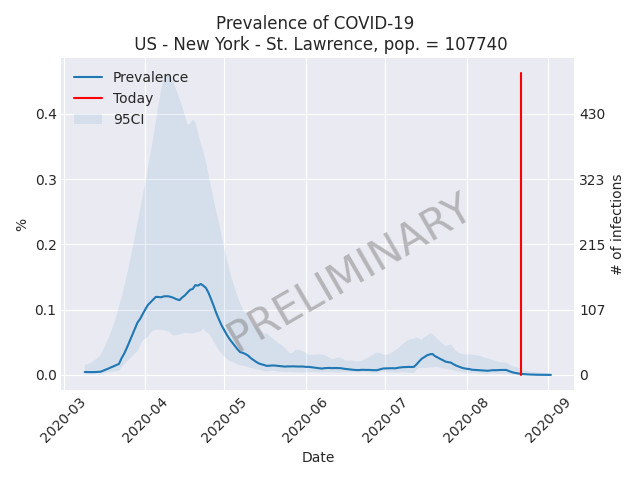 Prevalence of COVID-19
US - New York - St. Lawrence, pop. = 107740
Prevalence
Today
95CI
0.4
0.3
0.2
0.1
0.0
%
430
323
215
107
0
# of infections
PRELIMINARY
2020-03
2020-04
2020-05
2020-06
2020-07
2020-08
2020-09
Date